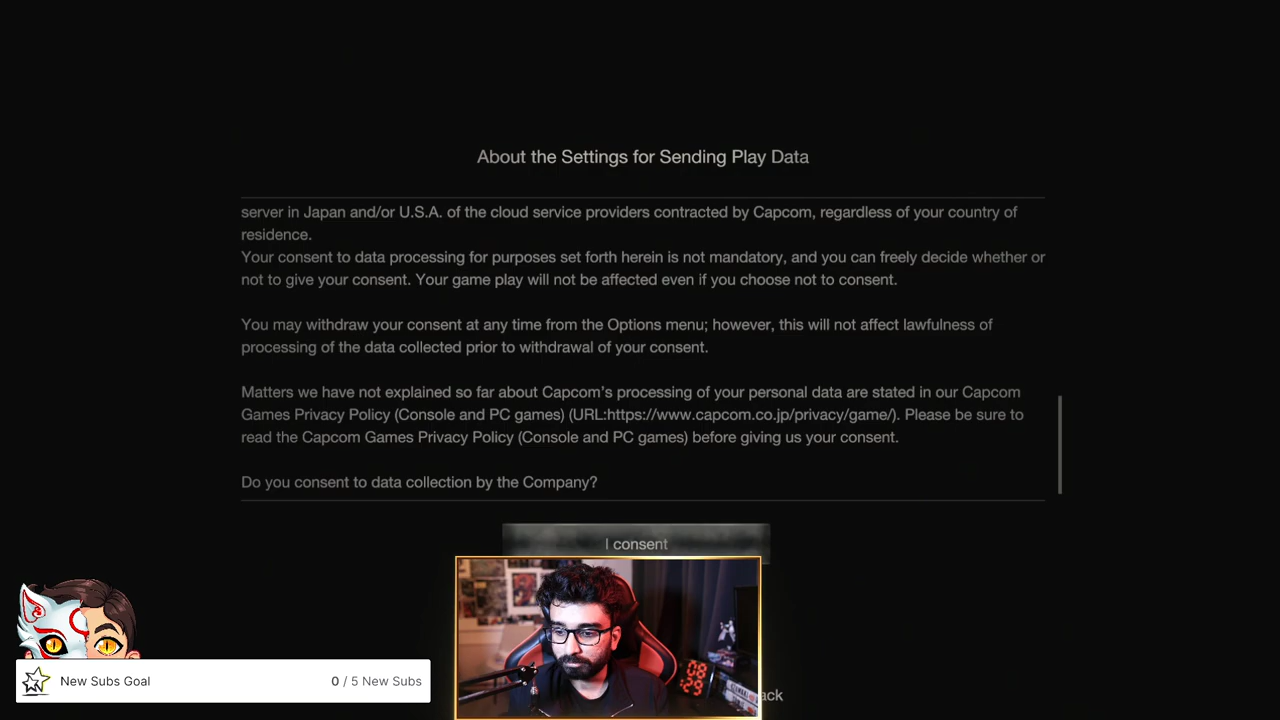 About the Settings for Sending Play Data
server in Japan and/or U.S.A. of the cloud service providers contracted by Capcom, regardless of your country of
residence.
Your consent to data processing for purposes set forth herein is not mandatory, and you can freely decide whether or
not to give your consent. Your game play will not be affected even if you choose not to consent.
You may withdraw your consent at any time from the Options menu; however, this will not affect lawfulness of
processing of the data collected prior to withdrawal of your consent.
Matters we have not explained so far about Capcom's processing of your personal data are stated in our Capcom
Games Privacy Policy (Console and PC games) (URL:https://www.capcom.co.jp/privacy/game/). Please be sure to
read the Capcom Games Privacy Policy (Console and PC games) before giving us your consent.
Do you consent to data collection by the Company?
I consent
08
29
New Subs Goal 0 / 5 New Subs